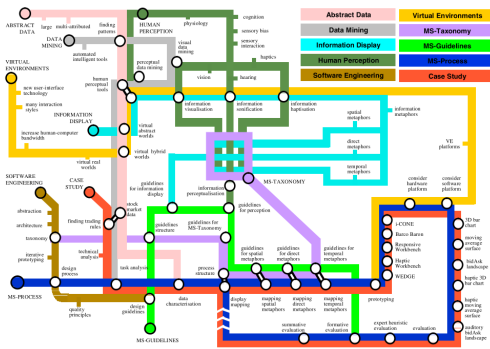 ABSTRACT
DATA
large
multi-attributed
finding
patterns
HUMAN
PERCEPTION
physiology
cognition
sensory bias
sensory
interaction
haptics
Abstract Data
Data Mining
Information Display
Human Perception
Software Engineering
Virtual Environments
MS-Taxonomy
MS-Guidelines
MS-Process
Case Study
DATA
MINING
automated
intelligent tools
visual
data
mining
perceptual
data mining
vision
hearing
VIRTUAL
ENVIRONMENTS
new user-interface
technology
many interaction
styles
increase human-computer
bandwidth
human
perceptual
tools
INFORMATION
DISPLAY
virtual
abstract
worlds
information
visualisation
information
sonification
information
haptisation
spatial
metaphors
information
metaphors
direct
metaphors
temporal
metaphors
VE
platforms
virtual real
worlds
virtual hybrid
worlds
SOFTWARE
ENGINEERING
CASE
STUDY
guidelines
for information
display
information
perceptualisation
MS-TAXONOMY
consider
hardware
platform
consider
software
platform
abstraction
architecture
taxonomy
iterative
prototyping
finding trading
rules
stock
market
data
guidelines
structure
guidelines for
MS-Taxonomy
guidelines
for perception
i-CONE
Barco Baron
Responsive
Workbench
Haptic
Workbench
WEDGE
3D bar
chart
moving
average
surface
bidAsk
landscape
haptic 3D
bar chart
haptic
moving
average
surface
auditory
bidAsk
landscape
technical
analysis
guidelines
for spatial
metaphors
guidelines
for direct
metaphors
guidelines for
temporal
metaphors
design
process
task analysis
process
structure
MS-PROCESS
quality
principles
design
guidelines
data
characterisation
display
mapping
mapping
spatial
metaphors
mapping
direct
metaphors
mapping
temporal
metaphors
prototyping
MS-GUIDELINES
summative
evaluation
formative
evaluation
expert heuristic
evaluation
evaluation